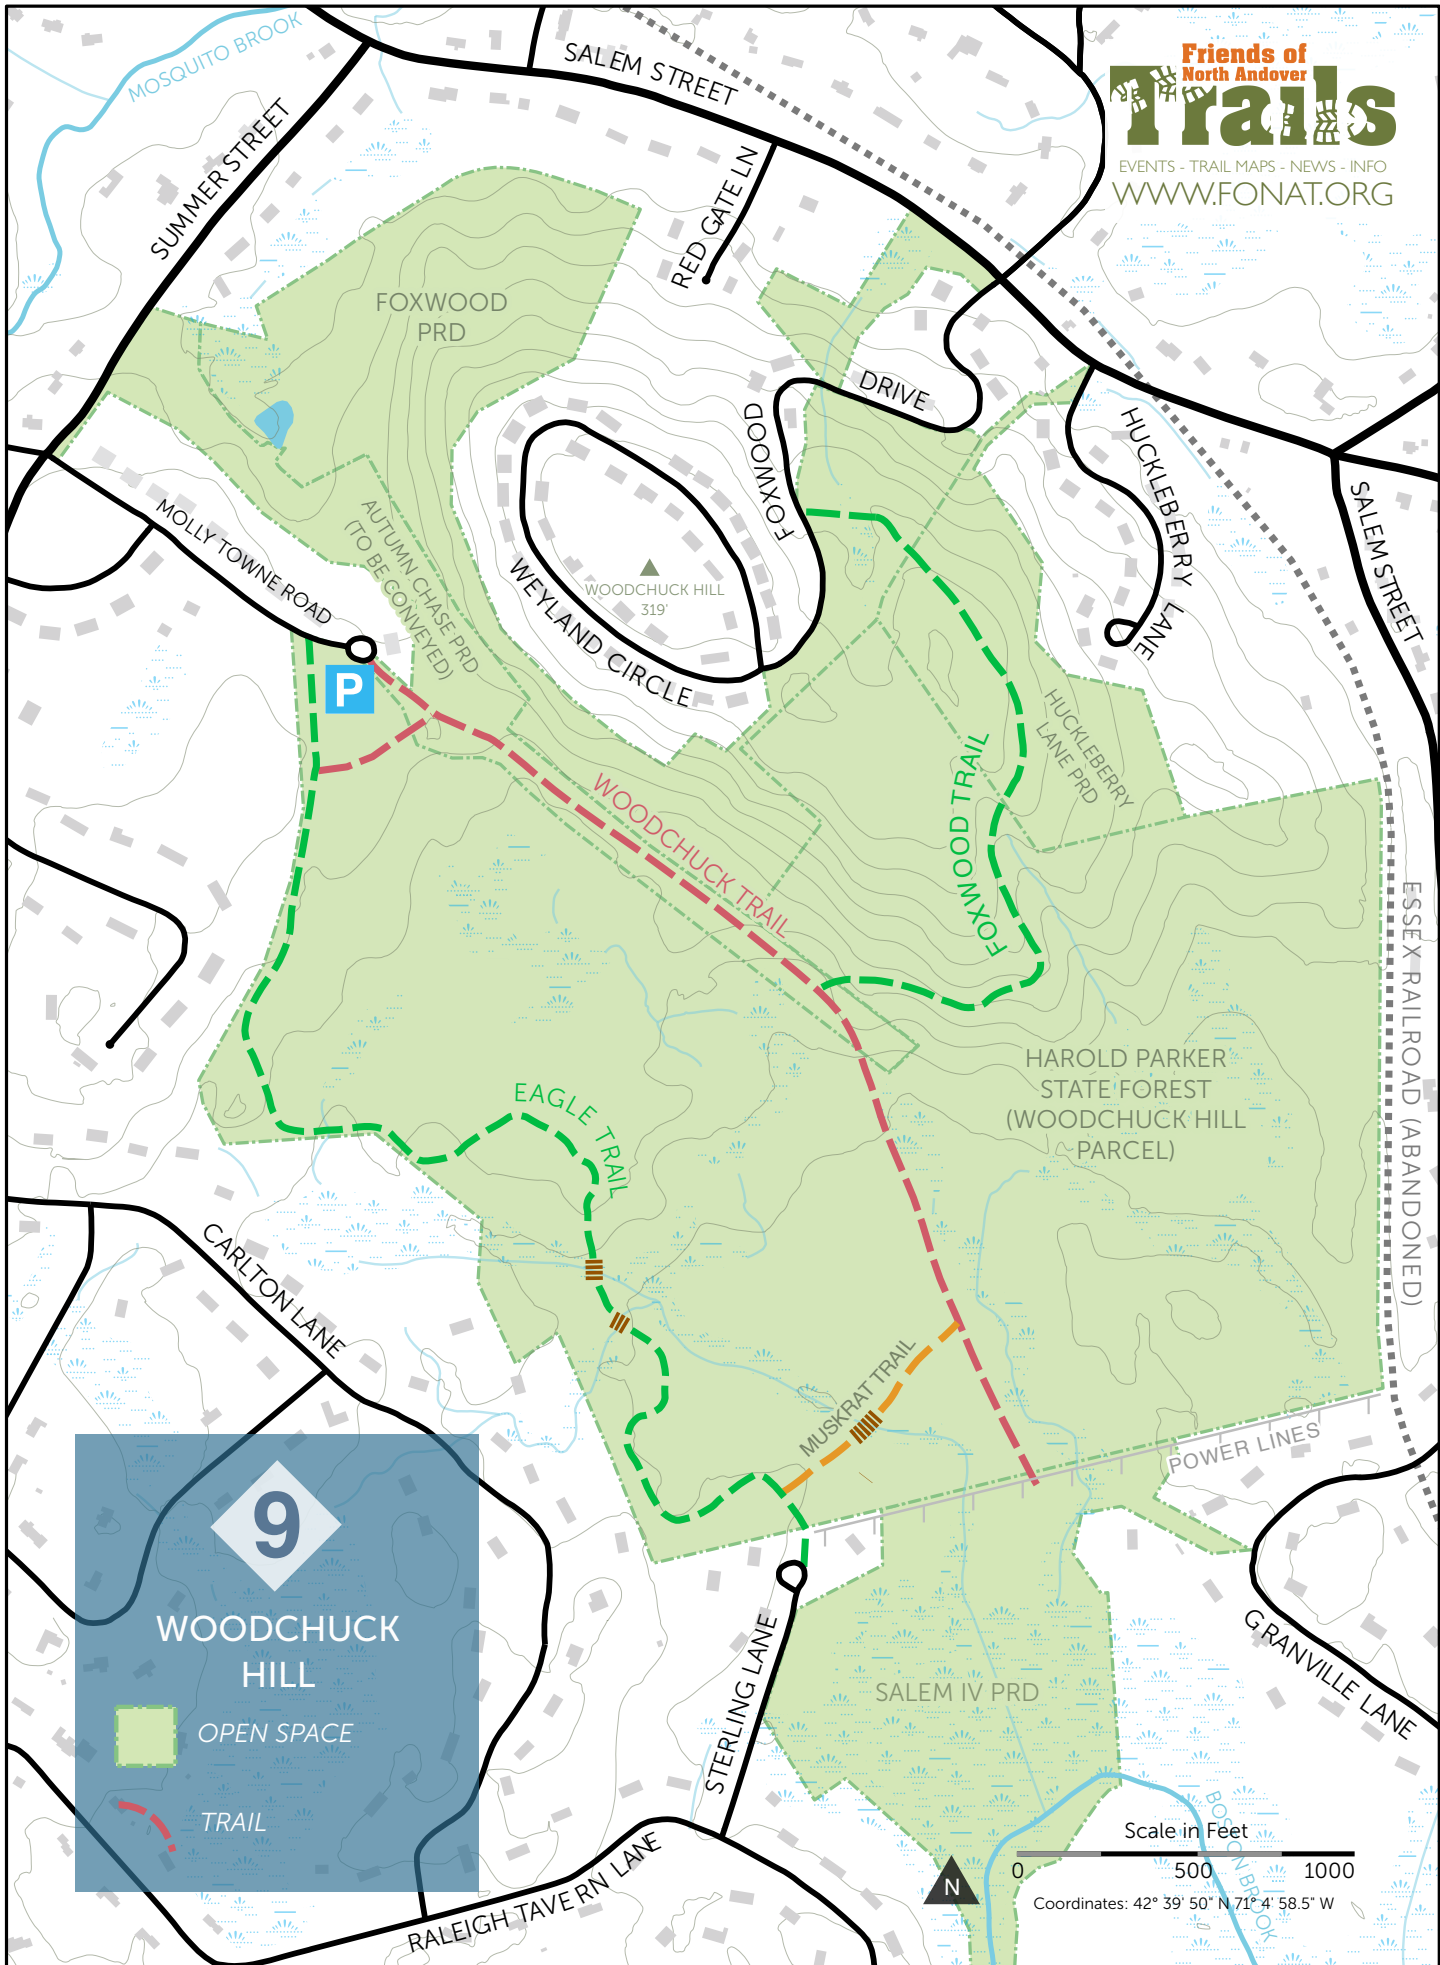 MOSQUITO BROOK
SALEM STREET
Friends of
North Andover
Trails
EVENTS - TRAIL MAPS - NEWS - INFO
WWW.FONAT.ORG
SUMMER STREET
RED GATE LN
FOXWOOD
PRD
FOXWOOD
DRIVE
HUCKLEBERRY LANE
SALEM STREET
MOLLY TOWNE ROAD
AUTUMN CHASE PRD
(TO BE CONVEYED)
WOODCHUCK HILL
319'
WEYLAND CIRCLE
P
HUCKLEBERRY
LANE PRD
FOXWOOD TRAIL
WOODCHUCK TRAIL
ESSEX RAILROAD (ABANDONED)
HAROLD PARKER
STATE FOREST
(WOODCHUCK HILL
PARCEL)
EAGLE TRAIL
CARLTON LANE
MUSKRAT TRAIL
POWER LINES
9
WOODCHUCK
HILL
OPEN SPACE
TRAIL
STERLING LANE
SALEM IV PRD
GRANVILLE LANE
RALEIGH TAVERN LANE
BOSTON BROOK
Scale in Feet
0 500 1000
N
Coordinates: 42° 39' 50" N 71° 4' 58.5" W